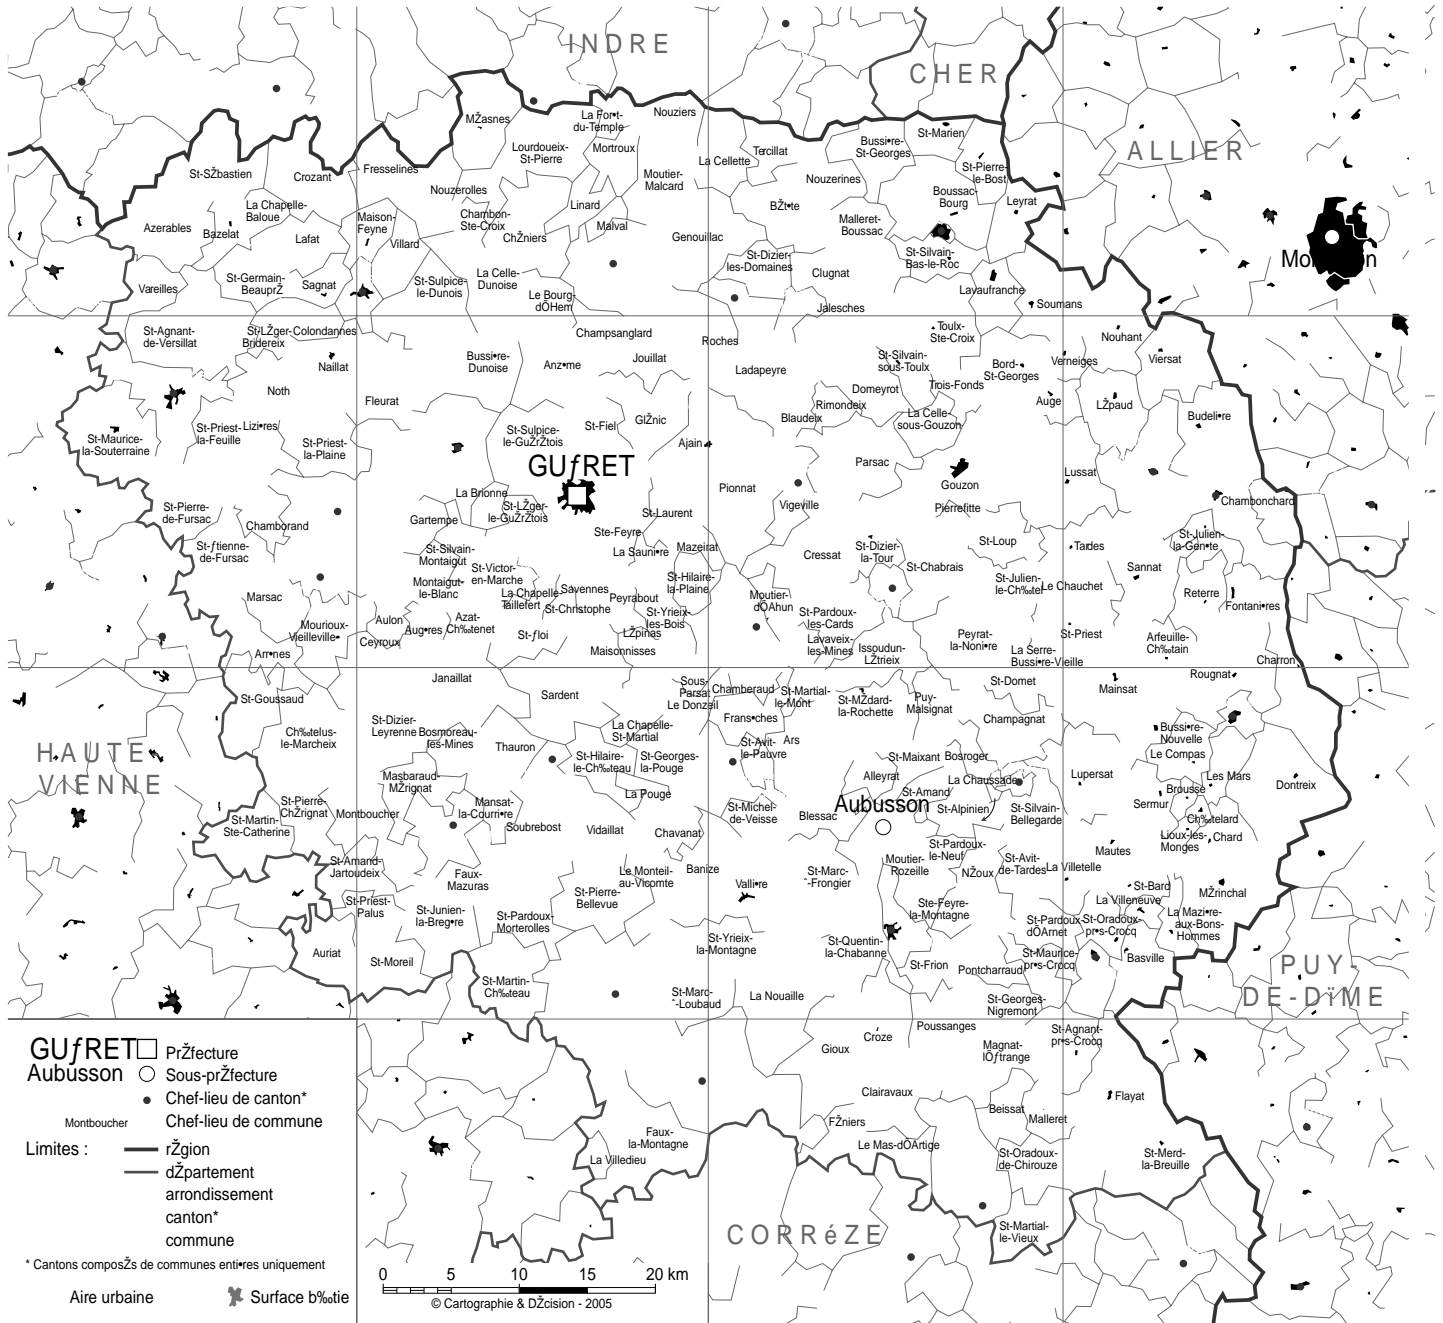 INDRE
CHER
MŽasnes
La For•t-
du-Temple
Nouziers
ALLIER
St-Marien
Bussi•re-
St-Georges
Lourdoueix-
St-Pierre
Mortroux
Tercillat
La Cellette
St-Pierre-
le-Bost
St-SŽbastien
Crozant
Fresselines
Nouzerolles
Moutier-
Malcard
Nouzerines
Boussac-
Bourg
Leyrat
La Chapelle-
Baloue
Linard
BŽt•te
Azerables
Bazelat
Lafat
Maison-
Feyne
Villard
Chambon-
Ste-Croix
ChŽniers
Malval
Genouillac
Malleret-
Boussac
St-Dizier-
les-Domaines
St-Silvain-
Bas-le-Roc
Clugnat
Vareilles
St-Germain-
BeauprŽ
Sagnat
St-Sulpice-
le-Dunois
La Celle-
Dunoise
Le Bourg-
dÕHem
Lavaufranche
Soumans
Jalesches
St-Agnant-
de-Versillat
St-LŽger-
Bridereix
Colondannes
Champsanglard
Roches
Toulx-
Ste-Croix
Nouhant
Viersat
Verneiges
Naillat
Bussi•re-
Dunoise
Anz•me
Jouillat
Ladapeyre
St-Silvain-
sous-Toulx
Bord-
St-Georges
Noth
Fleurat
Domeyrot
Trois-Fonds
Auge
LŽpaud
Budeli•re
Rimondeix
Blaudeix
La Celle-
sous-Gouzon
St-Maurice-
la-Souterraine
St-Priest-
la-Feuille
Lizi•res
St-Priest-
la-Plaine
St-Sulpice-
le-GuŽrŽtois
St-Fiel
GlŽnic
Ajain
GUƒRET
Parsac
Gouzon
Lussat
Pierrefitte
Chambonchard
La Brionne
St-LŽger-
le-GuŽrŽtois
Pionnat
Vigeville
St-Pierre-
de-Fursac
Chamborand
Gartempe
St-Laurent
Ste-Feyre
St-ƒtienne-
de-Fursac
St-Silvain-
Montaigut
La Sauni•re
Mazeirat
Cressat
St-Dizier-
la-Tour
St-Loup
Tardes
St-Julien-
la-Gen•te
St-Victor-
en-Marche
St-Chabrais
Sannat
Montaigut-
le-Blanc
La Chapelle-
Taillefert
Savennes
Peyrabout
St-Hilaire-
la-Plaine
St-Julien-
le-Ch‰tel
Le Chauchet
Reterre
Fontani•res
Marsac
St-Christophe
St-Yrieix-
les-Bois
Moutier-
dÕAhun
St-Pardoux-
les-Cards
Mourioux-
Vieilleville
Aulon
Aug•res
Azat-
Ch‰tenet
St-ƒloi
LŽpinas
Lavaveix-
les-Mines
Peyrat-
la-Noni•re
St-Priest
Arfeuille-
Ch‰tain
Ceyroux
Arr•nes
Maisonnisses
Issoudun-
LŽtrieix
La Serre-
Bussi•re-Vieille
Charron
Rougnat
Janaillat
Sardent
Sous-
Parsat
Le Donzeil
Chamberaud
St-Martial-
le-Mont
St-MŽdard-
la-Rochette
Puy-
Malsignat
St-Domet
Mainsat
St-Goussaud
Fransches
Champagnat
HAUTE-
VIENNE
Ch‰telus-
le-Marcheix
St-Dizier-
Leyrenne
Bosmoreau-
les-Mines
Thauron
La Chapelle-
St-Martial
St-Hilaire-
le-Ch‰teau
St-Georges-
la-Pouge
St-Avit-
le-Pauvre
Ars
Bussi•re-
Nouvelle
Le Compas
St-Maixant
Bosroger
Masbaraud-
MŽrignat
La Pouge
Alleyrat
La Chaussade
Lupersat
Les Mars
Brousse
Dontreix
St-Amand
Aubusson
St-Alpinien
St-Silvain-
Bellegarde
Sermur
St-Pierre-
ChŽrignat
Montboucher
Mansat-
la-Courri•re
Soubrebost
St-Michel-
de-Veisse
Blessac
Ch‰telard
St-Martin-
Ste-Catherine
Vidaillat
Chavanat
Lioux-les-
Monges
Chard
St-Amand-
Jartoudeix
Faux-
Mazuras
Le Monteil-
au-Vicomte
Banize
Valli•re
St-Marc-
ˆ-Frongier
Moutier-
Rozeille
St-Pardoux-
le-Neuf
NŽoux
St-Avit-
de-Tardes
La Villetelle
Mautes
St-Bard
MŽrinchal
St-Priest-
Palus
St-Junien-
la-Breg•re
St-Pardoux-
Morterolles
St-Pierre-
Bellevue
Ste-Feyre-
la-Montagne
La Villeneuve
La Mazi•re-
aux-Bons-
Hommes
St-Pardoux-
dÕArnet
St-Oradoux-
pr•s-Crocq
Auriat
St-Moreil
St-Yrieix-
la-Montagne
St-Quentin-
la-Chabanne
St-Frion
Pontcharraud
St-Maurice-
pr•s-Crocq
Basville
PUY-
DE-DïME
St-Martin-
Ch‰teau
St-Marc-
ˆ-Loubaud
La Nouaille
St-Georges-
Nigremont
Gioux
Croze
Poussanges
Magnat-
lÕƒtrange
St-Agnant-
pr•s-Crocq
GUƒRET
PrŽfecture
Aubusson
Sous-prŽfecture
Chef-lieu de canton*
Montboucher
Chef-lieu de commune
Limites :
rŽgion
dŽpartement
arrondissement
canton*
commune
* Cantons composŽs de communes enti•res uniquement
Aire urbaine
Surface b‰tie
Clairavaux
FŽniers
Beissat
Malleret
Flayat
Faux-
la-Montagne
La Villedieu
Le Mas-dÕArtige
St-Oradoux-
de-Chirouze
St-Merd-
la-Breuille
CORRéZE
St-Martial-
le-Vieux
0 5 10 15 20 km
© Cartographie & DŽcision - 2005